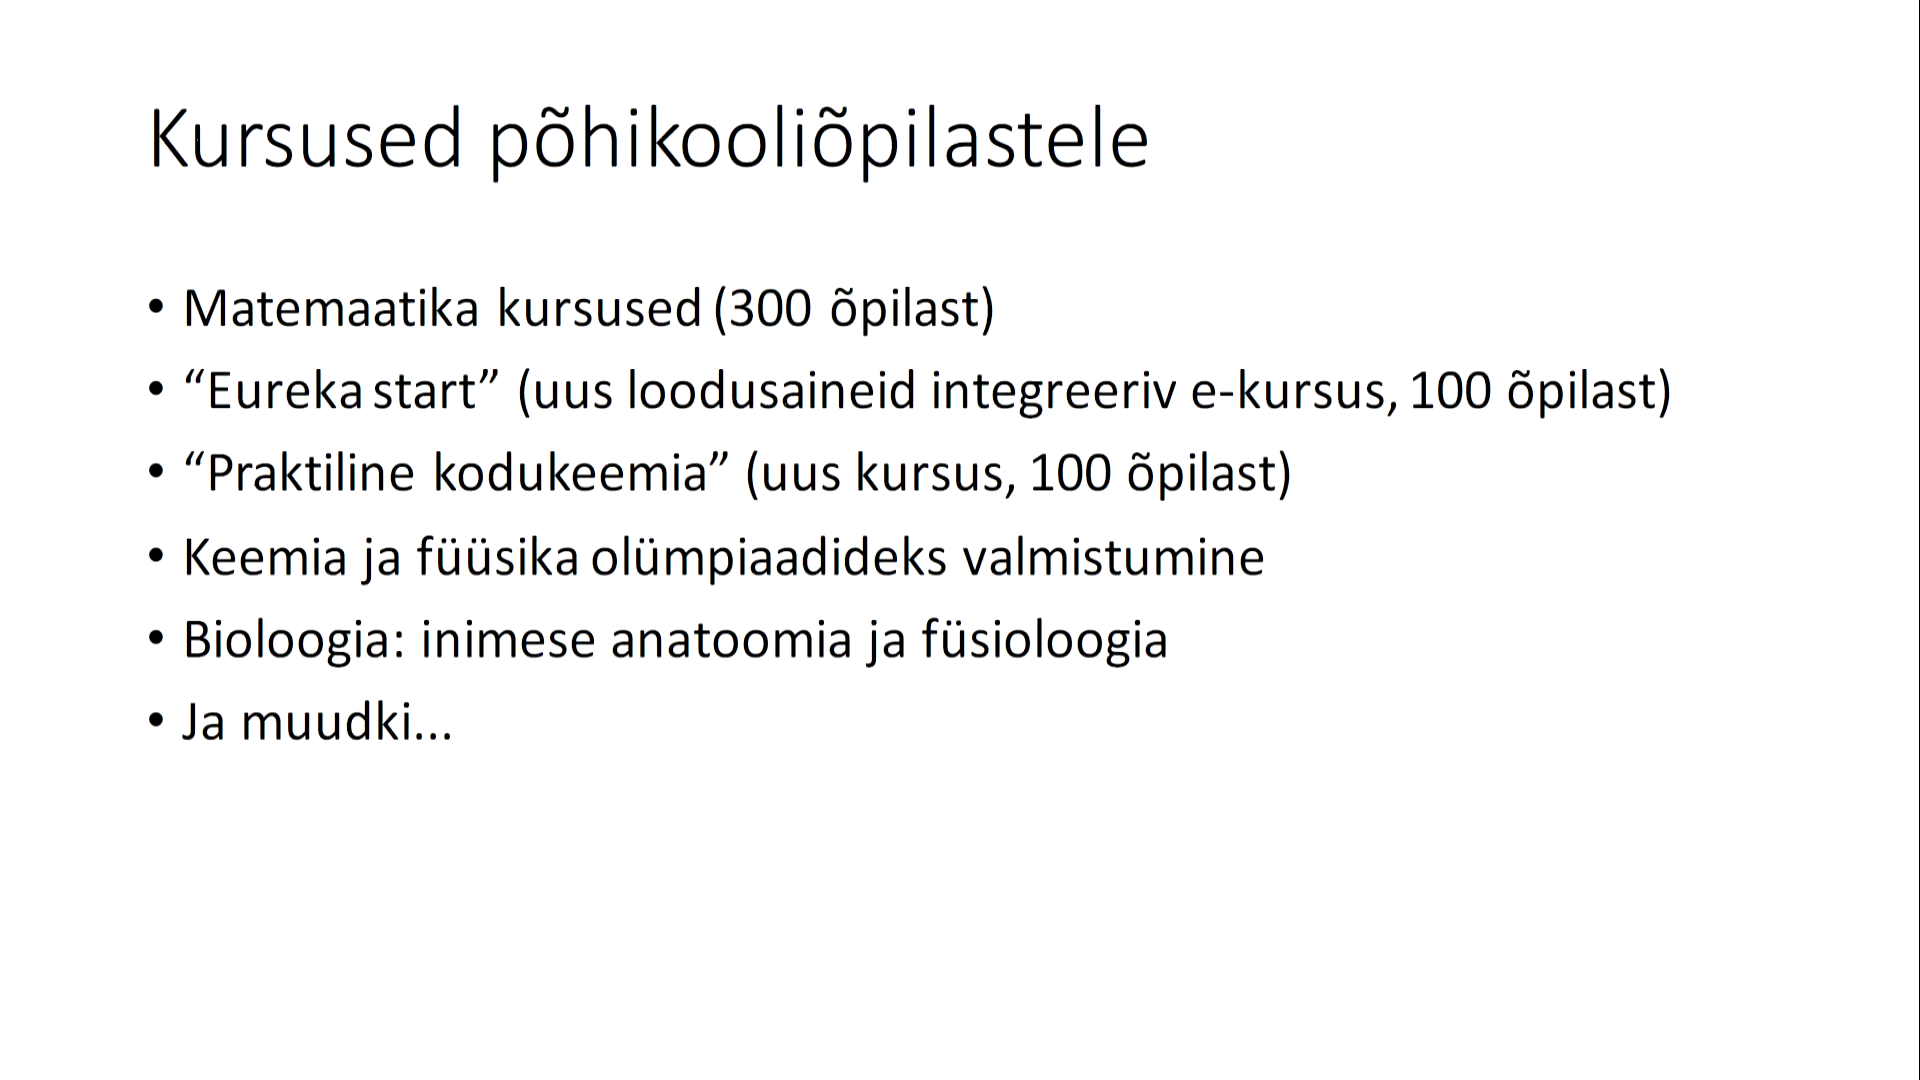 Kursused põhikooliõpilastele
• Matemaatika kursused (300 õpilast)
• “Eureka start” (uus loodusaineid integreeriv e-kursus, 100 õpilast)
• “Praktiline kodukeemia” (uus kursus, 100 õpilast)
• Keemia ja füüsika olümpiaadideks valmistumine
• Bioloogia: inimese anatoomia ja füsioloogia
• Ja muudki...